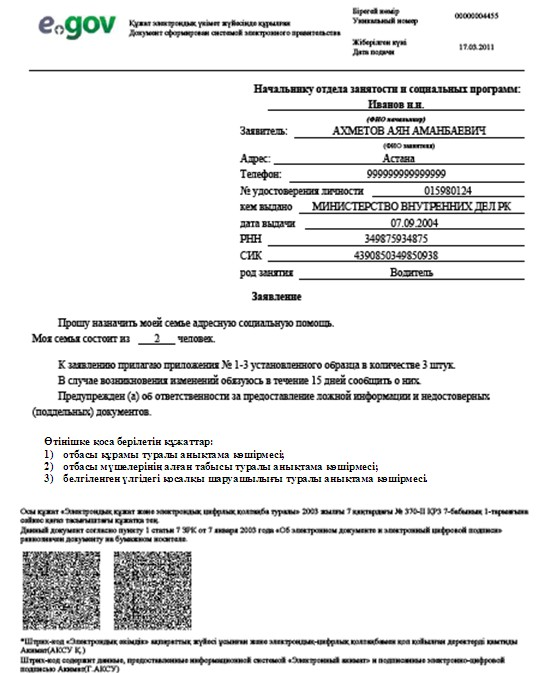 e.gov
Құжат электрондық үкімет жүйесінде құрылған
Документ сформирован системой электронного правительства
Бірегей нөмір
Уникальный номер
00000004455
Жіберілген күні
Дата подачи
17.03.2011
Начальнику отдела занятости и социальных программ:
Иванов и.и.
(ФИО начальнику)
Заявитель: АХМЕТОВ АЯН АМАНБАЕВИЧ
(ФИО заявителя)
Адрес: Астана
Телефон: 999999999999999
№ удостоверения личности 015980124
кем выдано МИНИСТЕРСТВО ВНУТРЕННИХ ДЕЛ РК
дата выдачи 07.09.2004
РНН 349875934875
СИК 4390850349850938
род занятия Водитель
Заявление
Прошу назначить моей семье адресную социальную помощь.
Моя семья состоит из 2 человек.
К заявлению прилагаю приложения № 1-3 установленного образца в количестве 3 штук.
В случае возникновения изменений обязуюсь в течение 15 дней сообщить о них.
Предупрежден (а) об ответственности за предоставление ложной информации и недостоверных
(поддельных) документов.
Өтінішке қоса берілетін құжаттар:
1) отбасы құрамы туралы анықтама көшірмесі;
2) отбасы мүшелерінің алған табысы туралы анықтама көшірмесі;
3) белгіленген үлгідегі қосалқы шаруашылығы туралы анықтама көшірмесі.
Осы құжат «Электрондық құжат және электрондық цифрлық қолтаңба туралы» 2003 жылғы 7 қаңтардағы № 370-II ҚРЗ 7-бабының 1-тармағына
сәйкес қағаз тасығыштағы құжатқа тең.
Данный документ согласно пункту 1 статьи 7 ЗРК от 7 января 2003 года «Об электронном документе и электронной цифровой подписи»
равнозначен документу на бумажном носителе.
*Штрих-код «Электрондық әкімдік» ақпараттық жүйесі ұсынған және электрондық-цифрлық қолтаңбамен қол қойылған деректерді қамтиды
Акимат(АКСУ Қ.)
Штрих-код содержит данные, предоставленные информационной системой «Электронный акимат» и подписанные электронно-цифровой
подписью Акимат(Г.АКСУ)